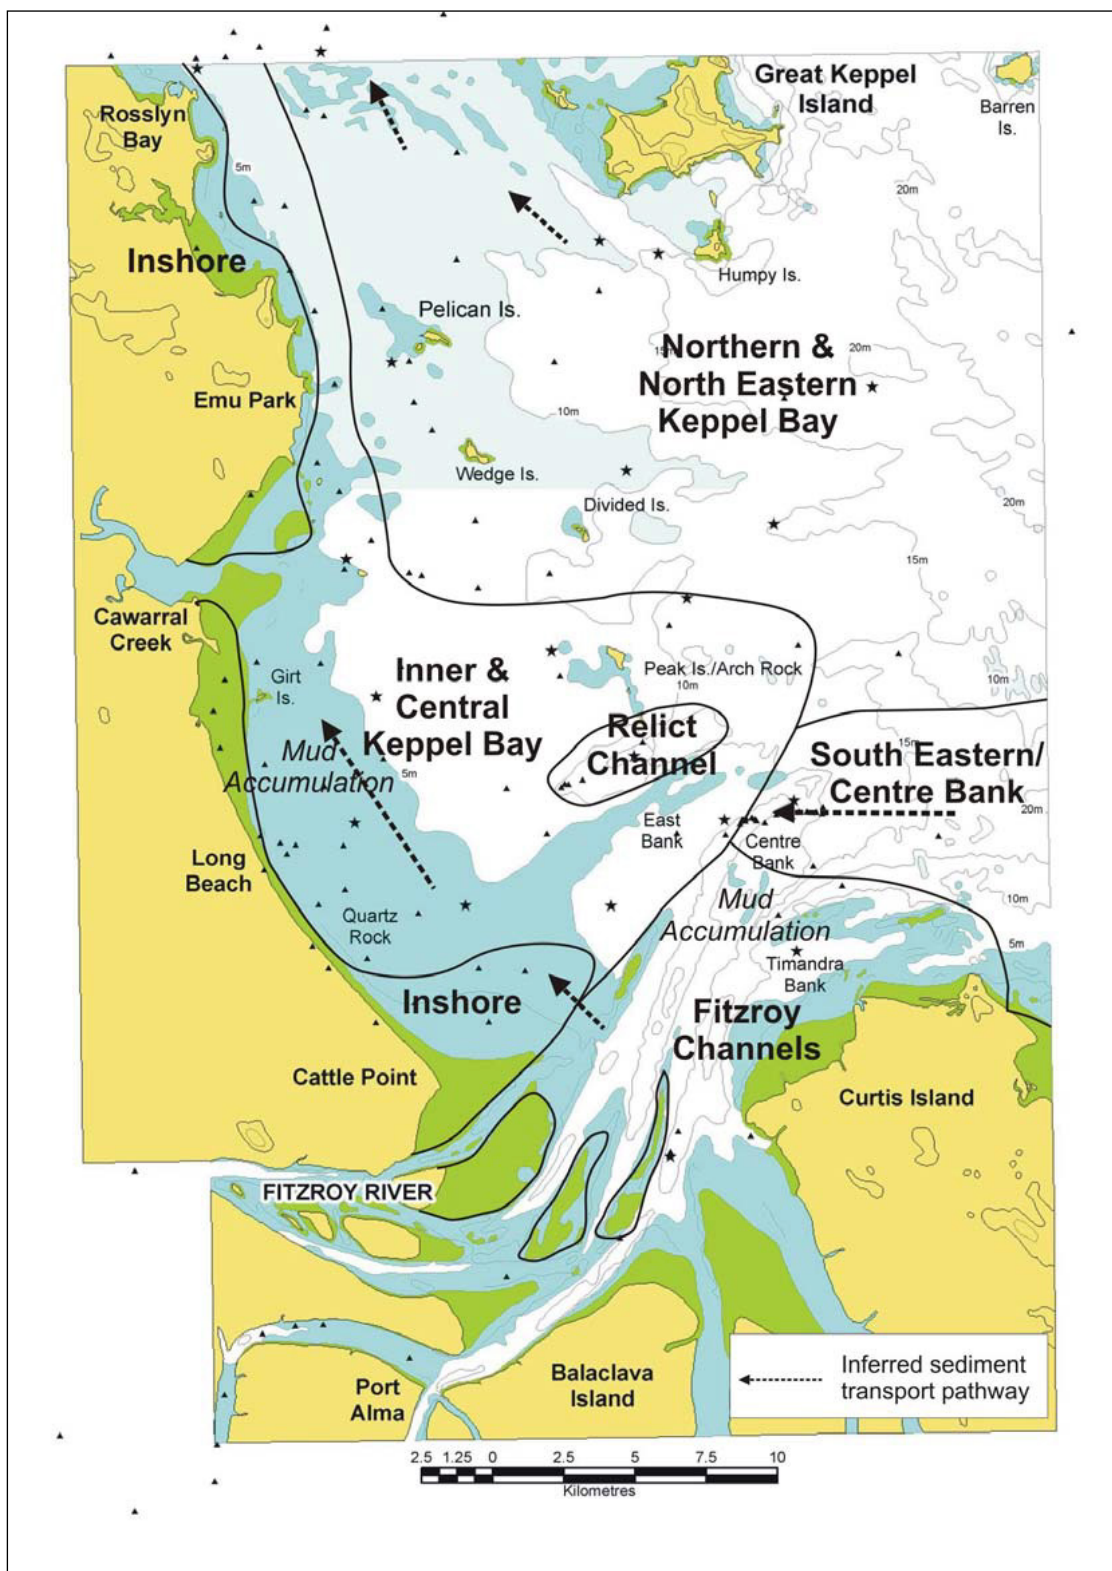 Great Keppel
Island
Barren
Is.
Rosslyn
Bay
5m
20m
Inshore
Humpy Is.
Pelican Is.
Northern &
North Eastern
Keppel Bay
15m
20m
Emu Park
10m
Wedge Is.
Divided Is.
20m
15m
Cawarral
Creek
Girt
Is.
Inner &
Central
Keppel Bay
Peak Is./Arch Rock
10m
10m
Relict
Channel
Mud
Accumulation
5m
15m
South Eastern/
Centre Bank
20m
East
Bank
Centre
Bank
Long
Beach
Quartz
Rock
Mud
Accumulation
10m
5m
Timandra
Bank
Inshore
Fitzroy
Channels
Cattle Point
Curtis Island
FITZROY RIVER
Port
Alma
Balaclava
Island
Inferred sediment
transport pathway
2.5 1.25 0 2.5 5 7.5 10
Kilometres